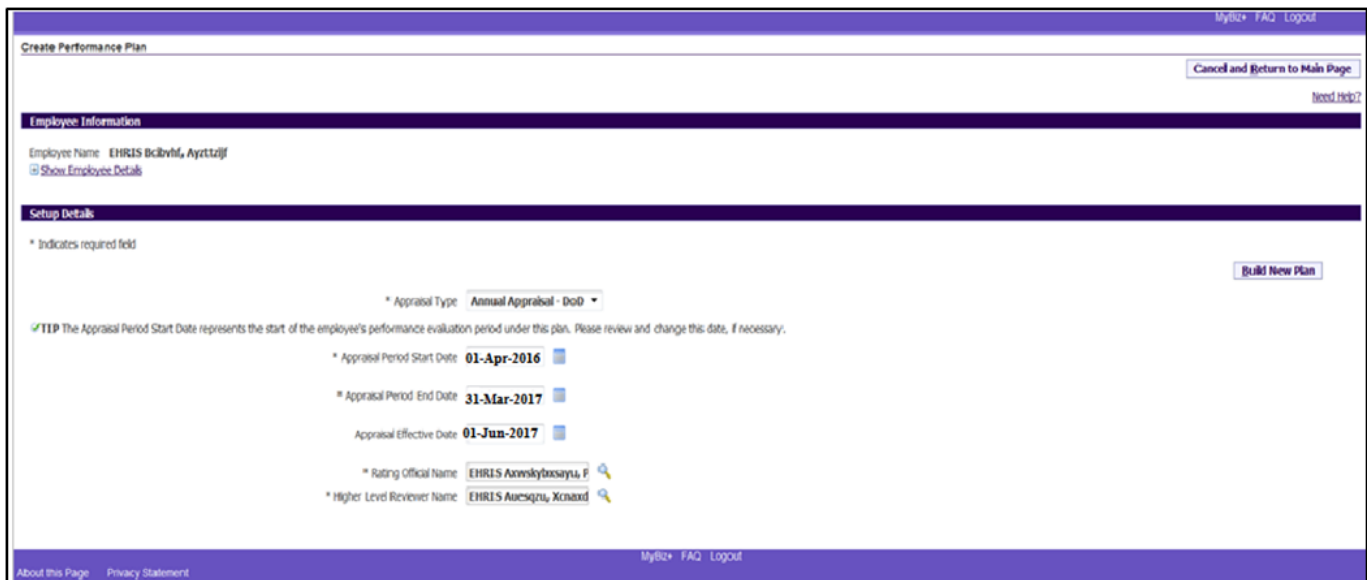 MyBiz+ FAQ Logout
Create Performance Plan
Cancel and Return to Main Page
Need Help?
Employee Information
Employee Name EHRIS Bcibvhf, Ayzttzijf
Show Employee Details
Setup Details
* Indicates required field
Build New Plan
* Appraisal Type Annual Appraisal - DoD
TIP The Appraisal Period Start Date represents the start of the employee's performance evaluation period under this plan. Please review and change this date, if necessary.
* Appraisal Period Start Date 01-Apr-2016
* Appraisal Period End Date 31-Mar-2017
Appraisal Effective Date 01-Jun-2017
* Rating Official Name EHRIS
* Higher Level Reviewer Name EHRIS Auesqzu, Xcnaxd
MyBiz+ FAQ Logout
About this Page Privacy Statement